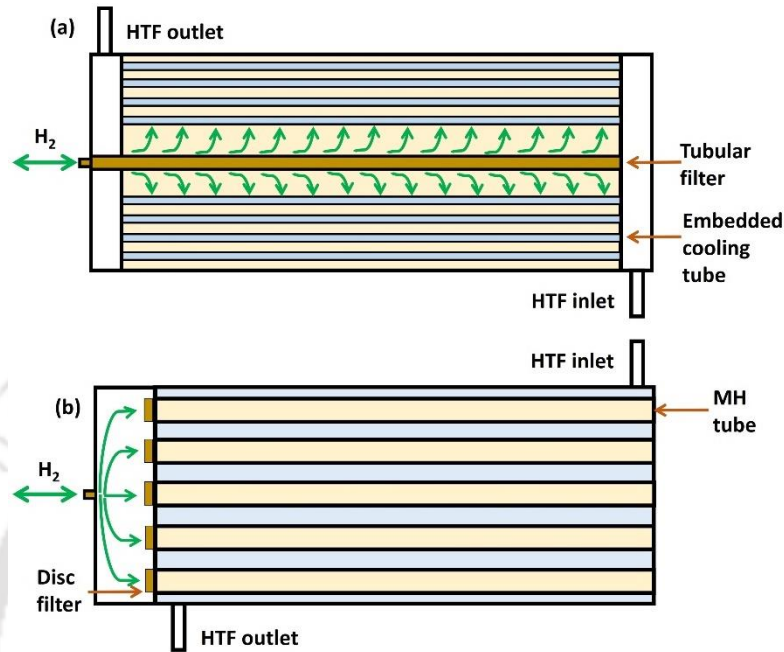 (a)
HTF outlet
H₂
Tubular
filter
Embedded
cooling
tube
HTF inlet
HTF inlet
(b)
MH
tube
H₂
Disc
filter
HTF outlet